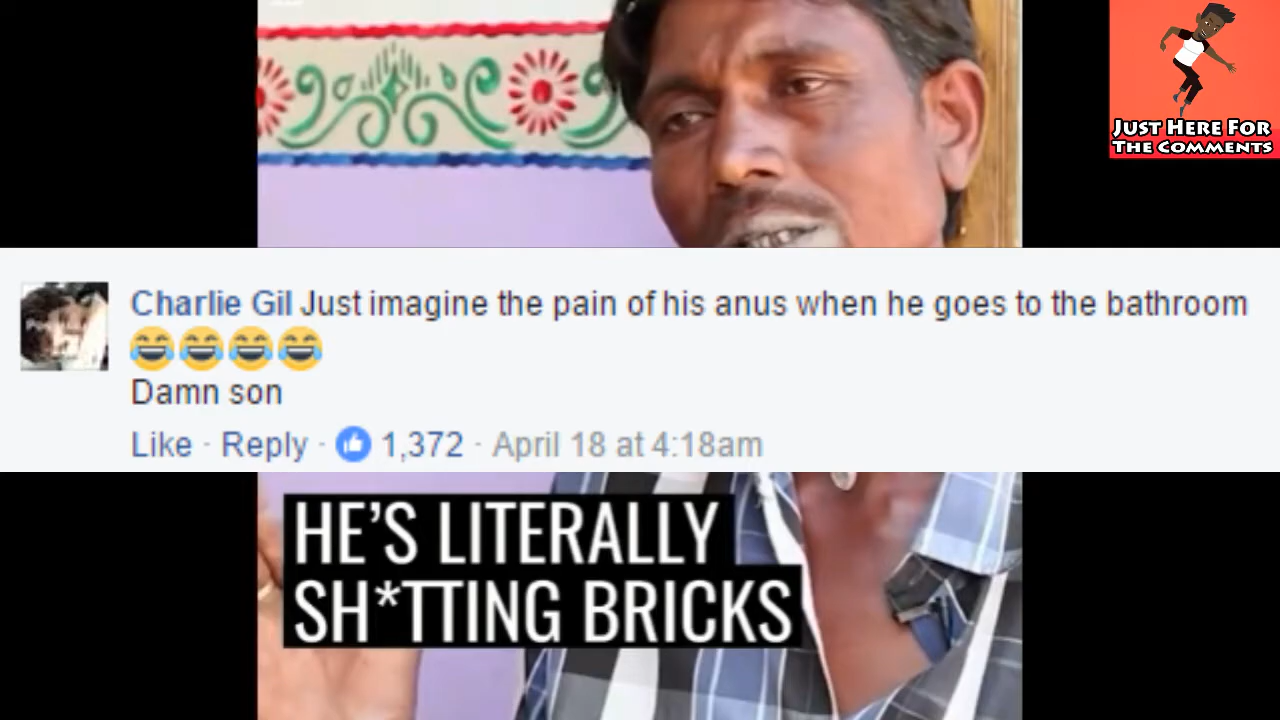 JUST HERE FOR
THE COMMENTS
Charlie Gil Just imagine the pain of his anus when he goes to the bathroom
😂😂😂😂
Damn son
Like · Reply · 1,372 · April 18 at 4:18am
HE'S LITERALLY
SH*TTING BRICKS